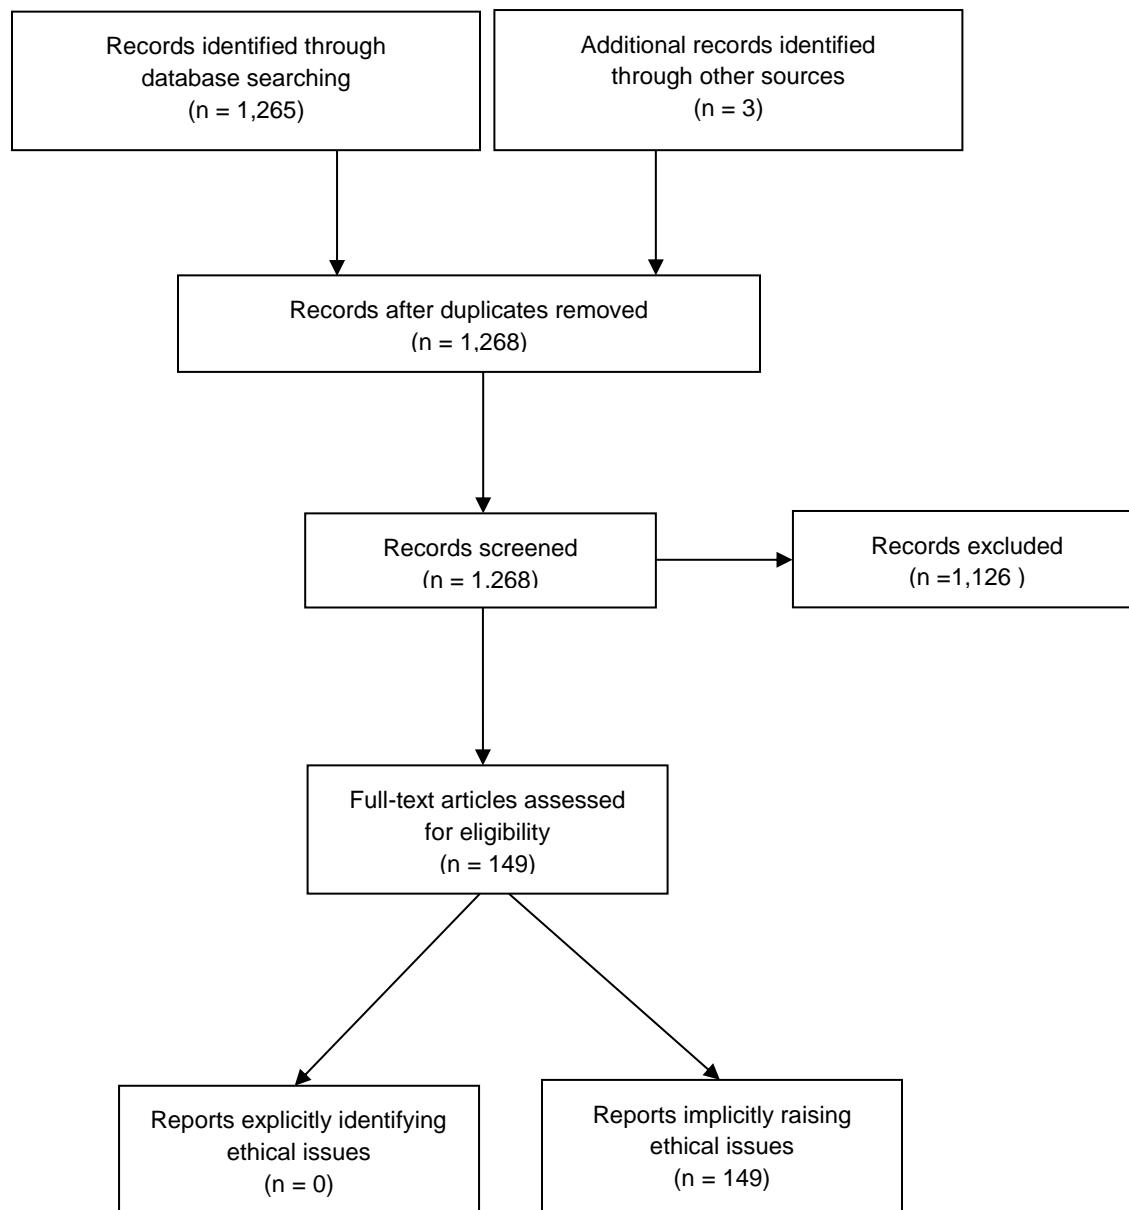 Records identified through
database searching
(n = 1,265)
Additional records identified
through other sources
(n = 3)
Records after duplicates removed
(n = 1,268)
Records screened
(n = 1,268)
Records excluded
(n =1,126 )
Full-text articles assessed
for eligibility
(n = 149)
Reports explicitly identifying
ethical issues
(n = 0)
Reports implicitly raising
ethical issues
(n = 149)